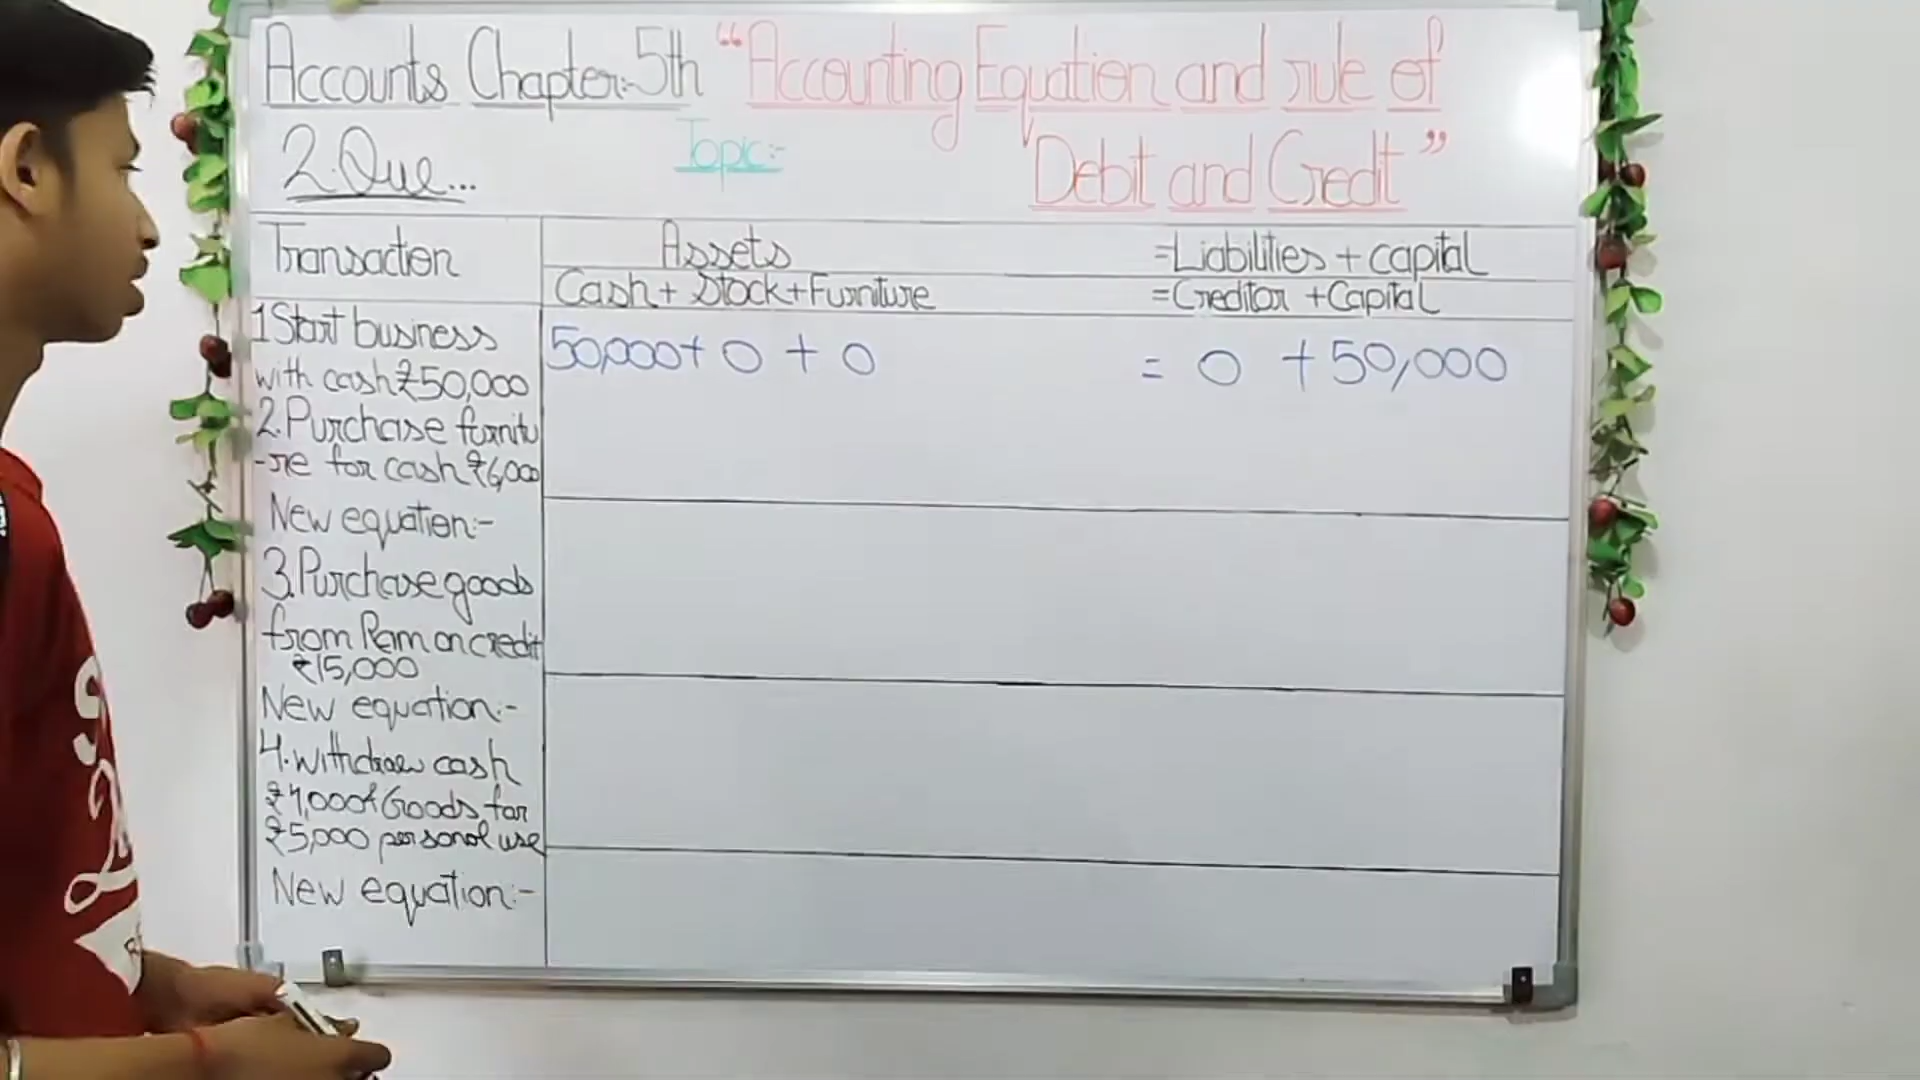 Accounts Chapter:-5th "Accounting Equation and rule of
Debit and Credit"
2.Que...
Topic:-
Transaction
Assets
=Liabilities + capital
Cash + Stock+Furniture
=Creditor +Capital
1 Start business
with cash ₹50,000
50,000+ 0 + 0
= 0 + 50,000
2.Purchase furnitu
-re for cash ₹6,000
New equation:-
3.Purchase goods
from Ram on credit
₹15,000
New equation:-
4.withdraw cash
Goods for
₹5,000 personal use
New equation:-